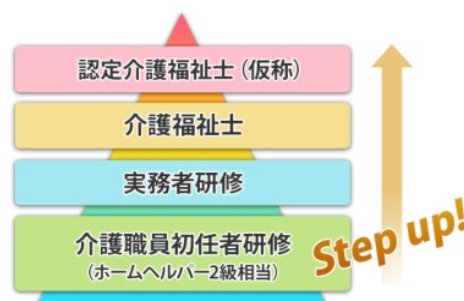 認定介護福祉士（仮称）
介護福祉士
実務者研修
介護職員初任者研修
（ホームヘルパー2級相当）
Step up!